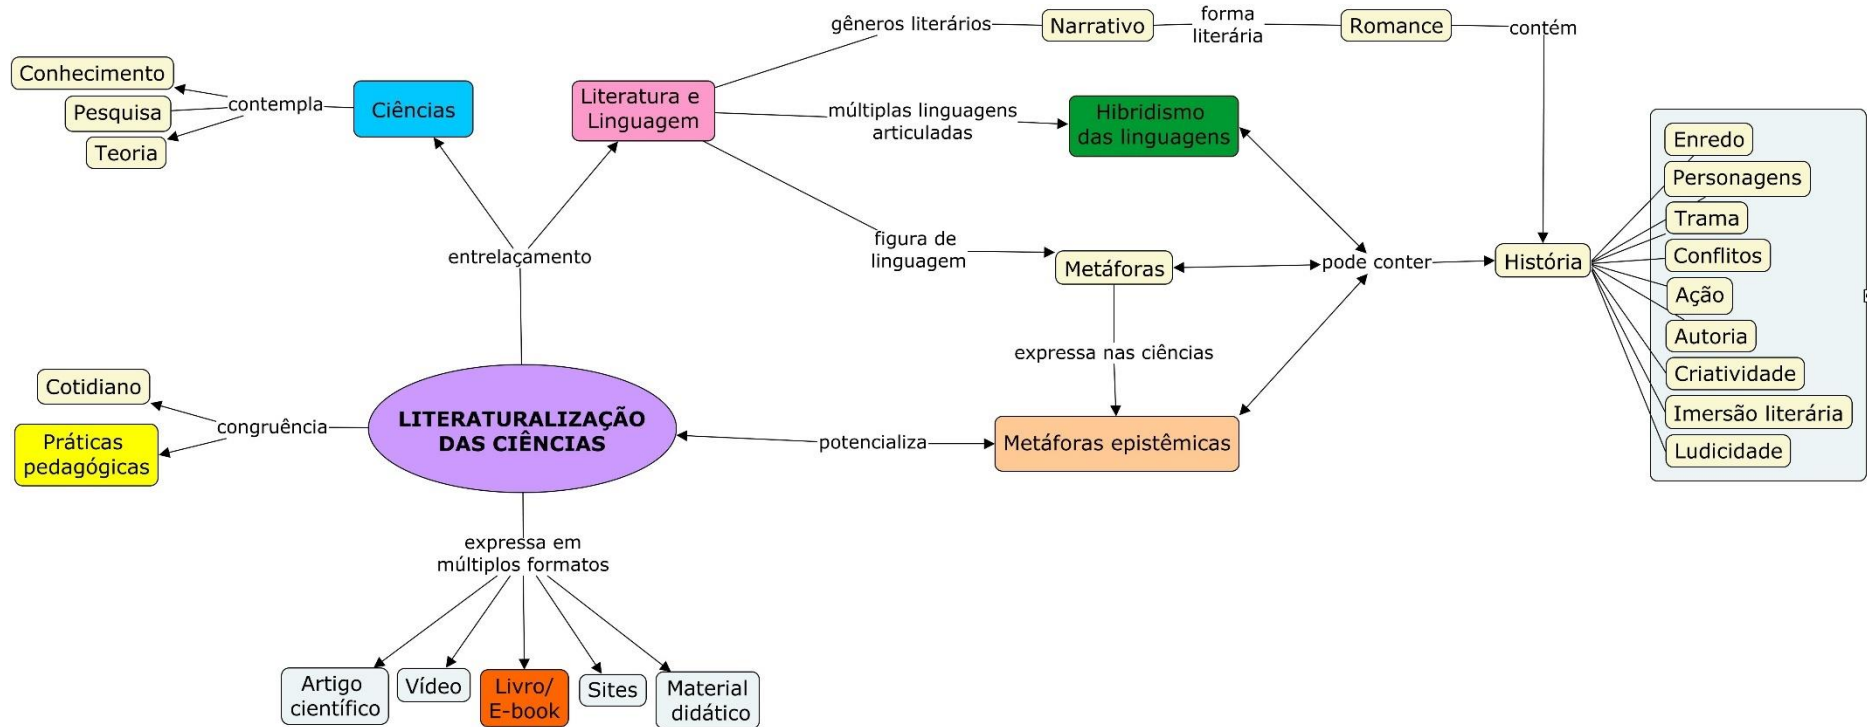 gêneros literários
Narrativo
forma
literária
Romance
contém
Conhecimento
Pesquisa
Teoria
contempla
Ciências
Literatura e
Linguagem
múltiplas linguagens
articuladas
Hibridismo
das linguagens
Enredo
Personagens
Trama
Conflitos
Ação
Autoria
Criatividade
Imersão literária
Ludicidade
entrelaçamento
figura de
linguagem
Metáforas
pode conter
História
expressa nas ciências
Cotidiano
Práticas
pedagógicas
congruência
LITERATURALIZAÇÃO
DAS CIÊNCIAS
potencializa
Metáforas epistêmicas
expressa em
múltiplos formatos
Artigo
científico
Vídeo
Livro/
E-book
Sites
Material
didático